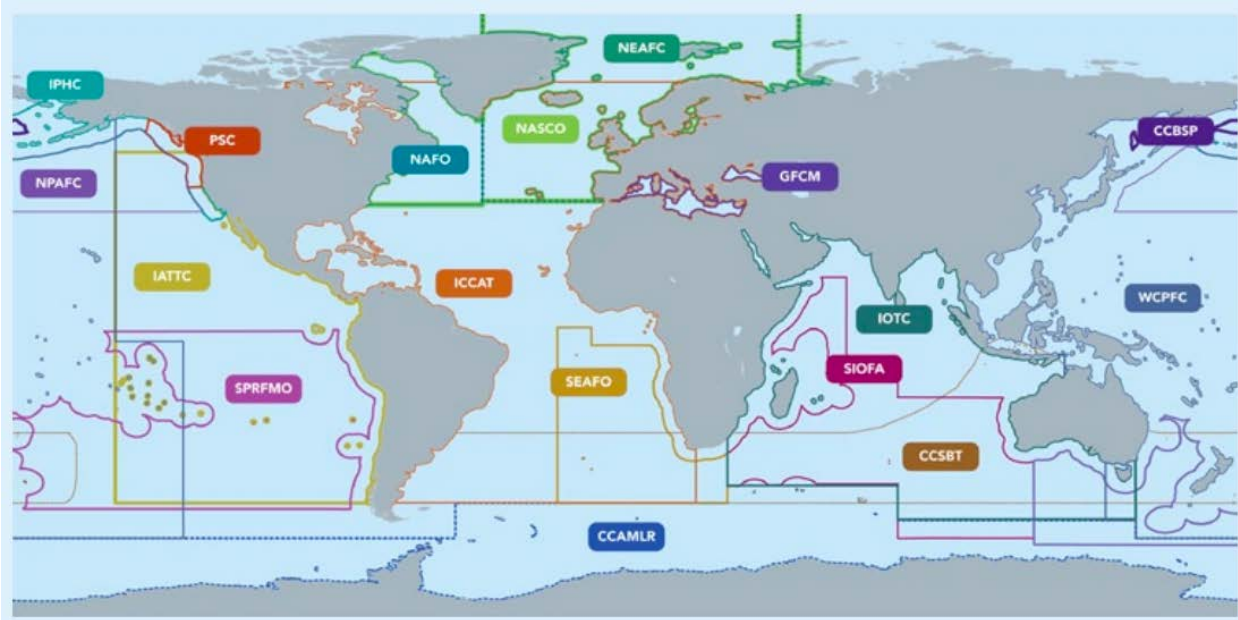 NEAFC
IPHC
PSC
NASCO
CCBSP
NAFO
NPAFC
GFCM
IATTC
ICCAT
WCPFC
IOTC
SIOFA
SPRFMO
SEAFO
CCSBT
CCAMLR